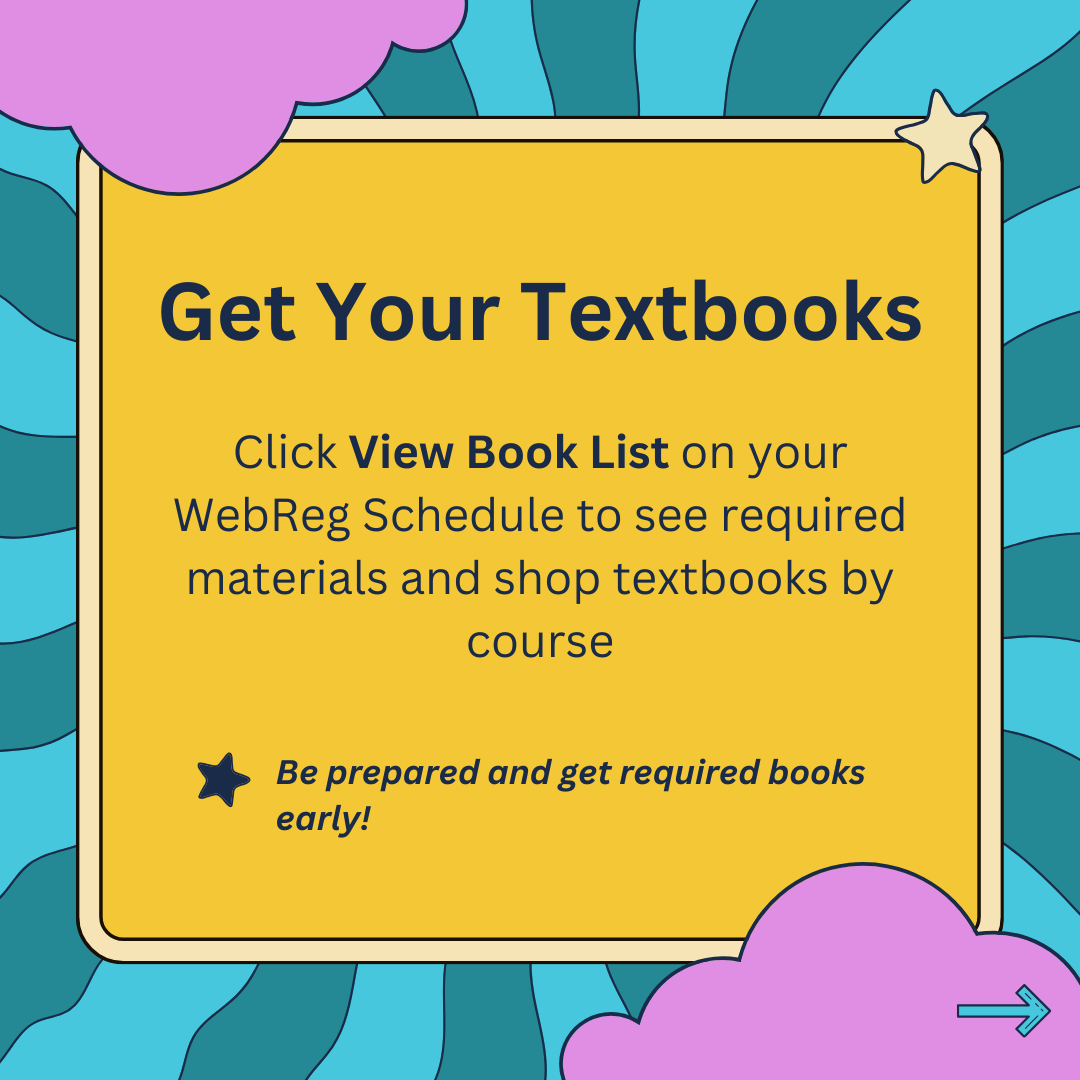 Get Your Textbooks
Click View Book List on your
WebReg Schedule to see required
materials and shop textbooks by
course
Be prepared and get required books
early!